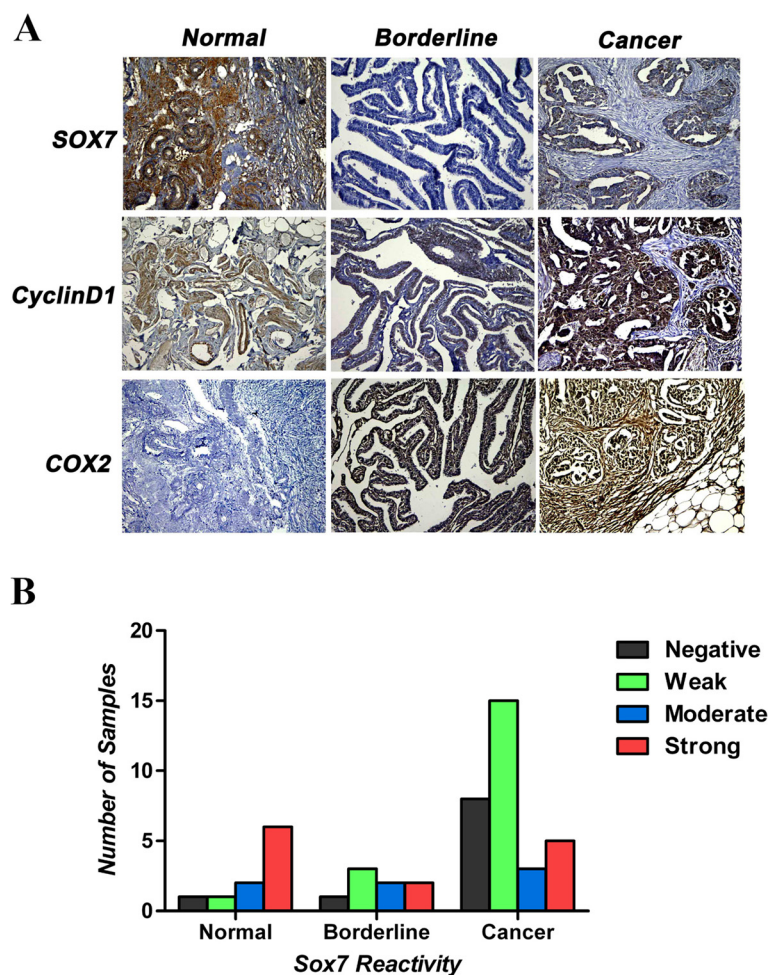 A
Normal Borderline Cancer
SOX7
CyclinD1
COX2
B
Number of Samples
20
15
10
5
0
Normal Borderline Cancer
Sox7 Reactivity
Negative
Weak
Moderate
Strong